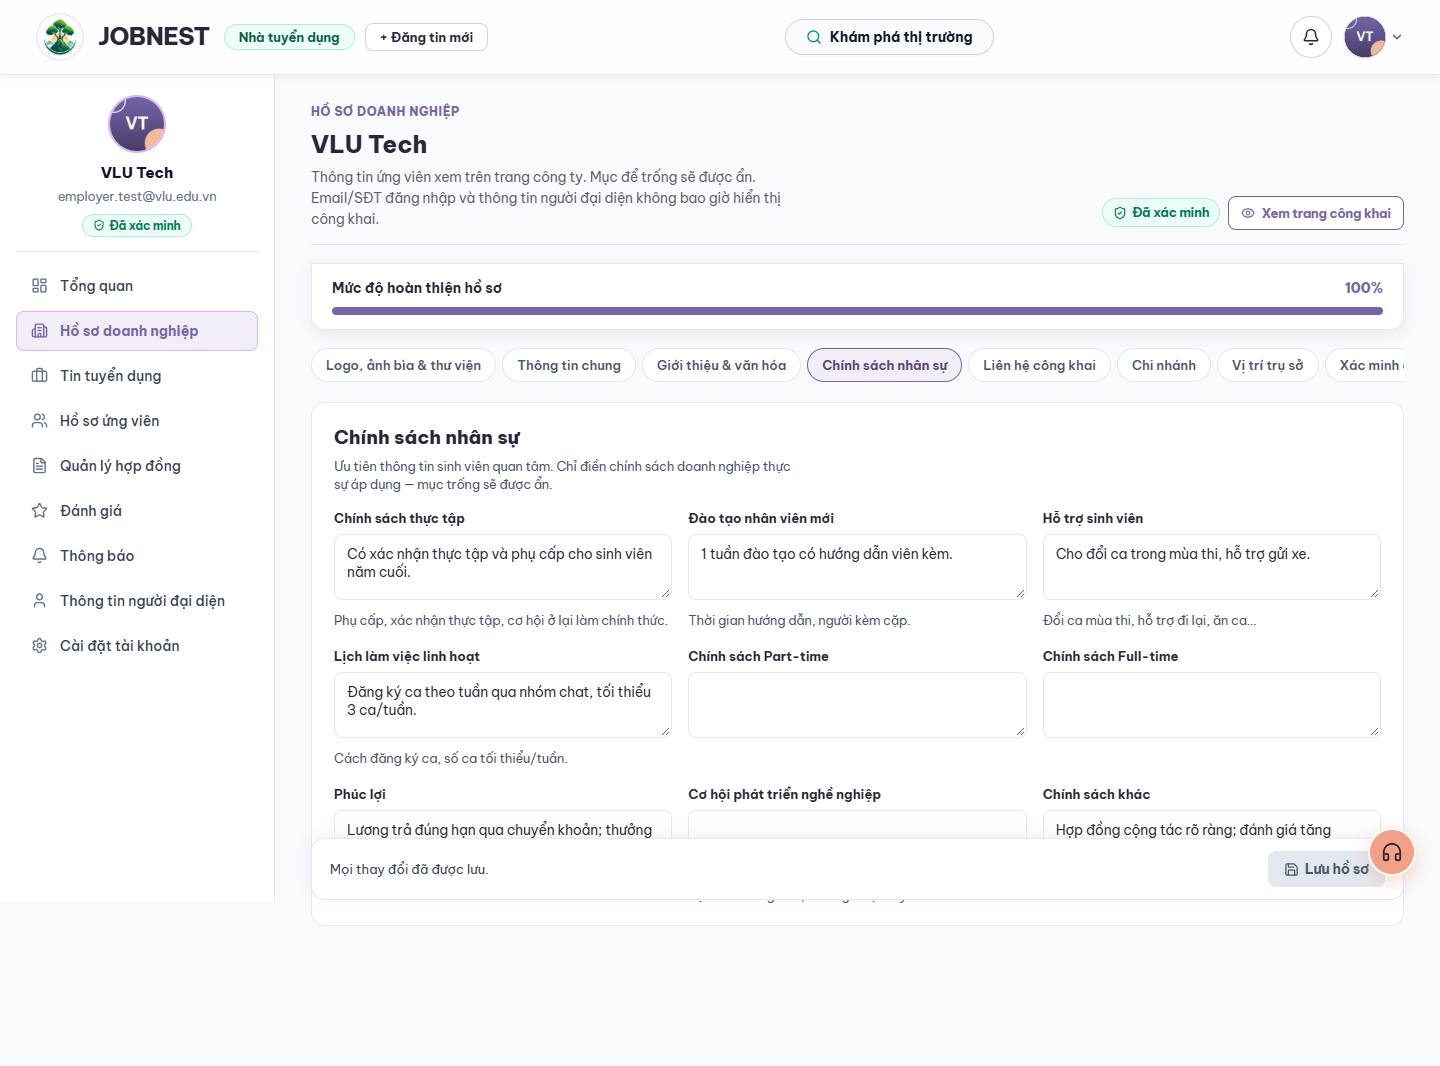 JOBNEST
Nhà tuyển dụng
+ Đăng tin mới
Khám phá thị trường
VT
VT
VLU Tech
employer.test@vlu.edu.vn
Đã xác minh
Tổng quan
Hồ sơ doanh nghiệp
Tin tuyển dụng
Hồ sơ ứng viên
Quản lý hợp đồng
Đánh giá
Thông báo
Thông tin người đại diện
Cài đặt tài khoản
HỒ SƠ DOANH NGHIỆP
VLU Tech
Thông tin ứng viên xem trên trang công ty. Mục để trống sẽ được ẩn.
Email/SĐT đăng nhập và thông tin người đại diện không bao giờ hiển thị
công khai.
Đã xác minh
Xem trang công khai
Mức độ hoàn thiện hồ sơ
100%
Logo, ảnh bìa & thư viện
Thông tin chung
Giới thiệu & văn hóa
Chính sách nhân sự
Liên hệ công khai
Chi nhánh
Vị trí trụ sở
Xác minh
Chính sách nhân sự
Ưu tiên thông tin sinh viên quan tâm. Chỉ điền chính sách doanh nghiệp thực
sự áp dụng — mục trống sẽ được ẩn.
Chính sách thực tập
Đào tạo nhân viên mới
Hỗ trợ sinh viên
Có xác nhận thực tập và phụ cấp cho sinh viên
năm cuối.
1 tuần đào tạo có hướng dẫn viên kèm.
Cho đổi ca trong mùa thi, hỗ trợ gửi xe.
Phụ cấp, xác nhận thực tập, cơ hội ở lại làm chính thức.
Thời gian hướng dẫn, người kèm cặp.
Đổi ca mùa thi, hỗ trợ đi lại, ăn ca...
Lịch làm việc linh hoạt
Chính sách Part-time
Chính sách Full-time
Đăng ký ca theo tuần qua nhóm chat, tối thiểu
3 ca/tuần.
Cách đăng ký ca, số ca tối thiểu/tuần.
Phúc lợi
Cơ hội phát triển nghề nghiệp
Chính sách khác
Lương trả đúng hạn qua chuyển khoản; thưởng
Hợp đồng cộng tác rõ ràng; đánh giá tăng
Mọi thay đổi đã được lưu.
Lưu hồ sơ